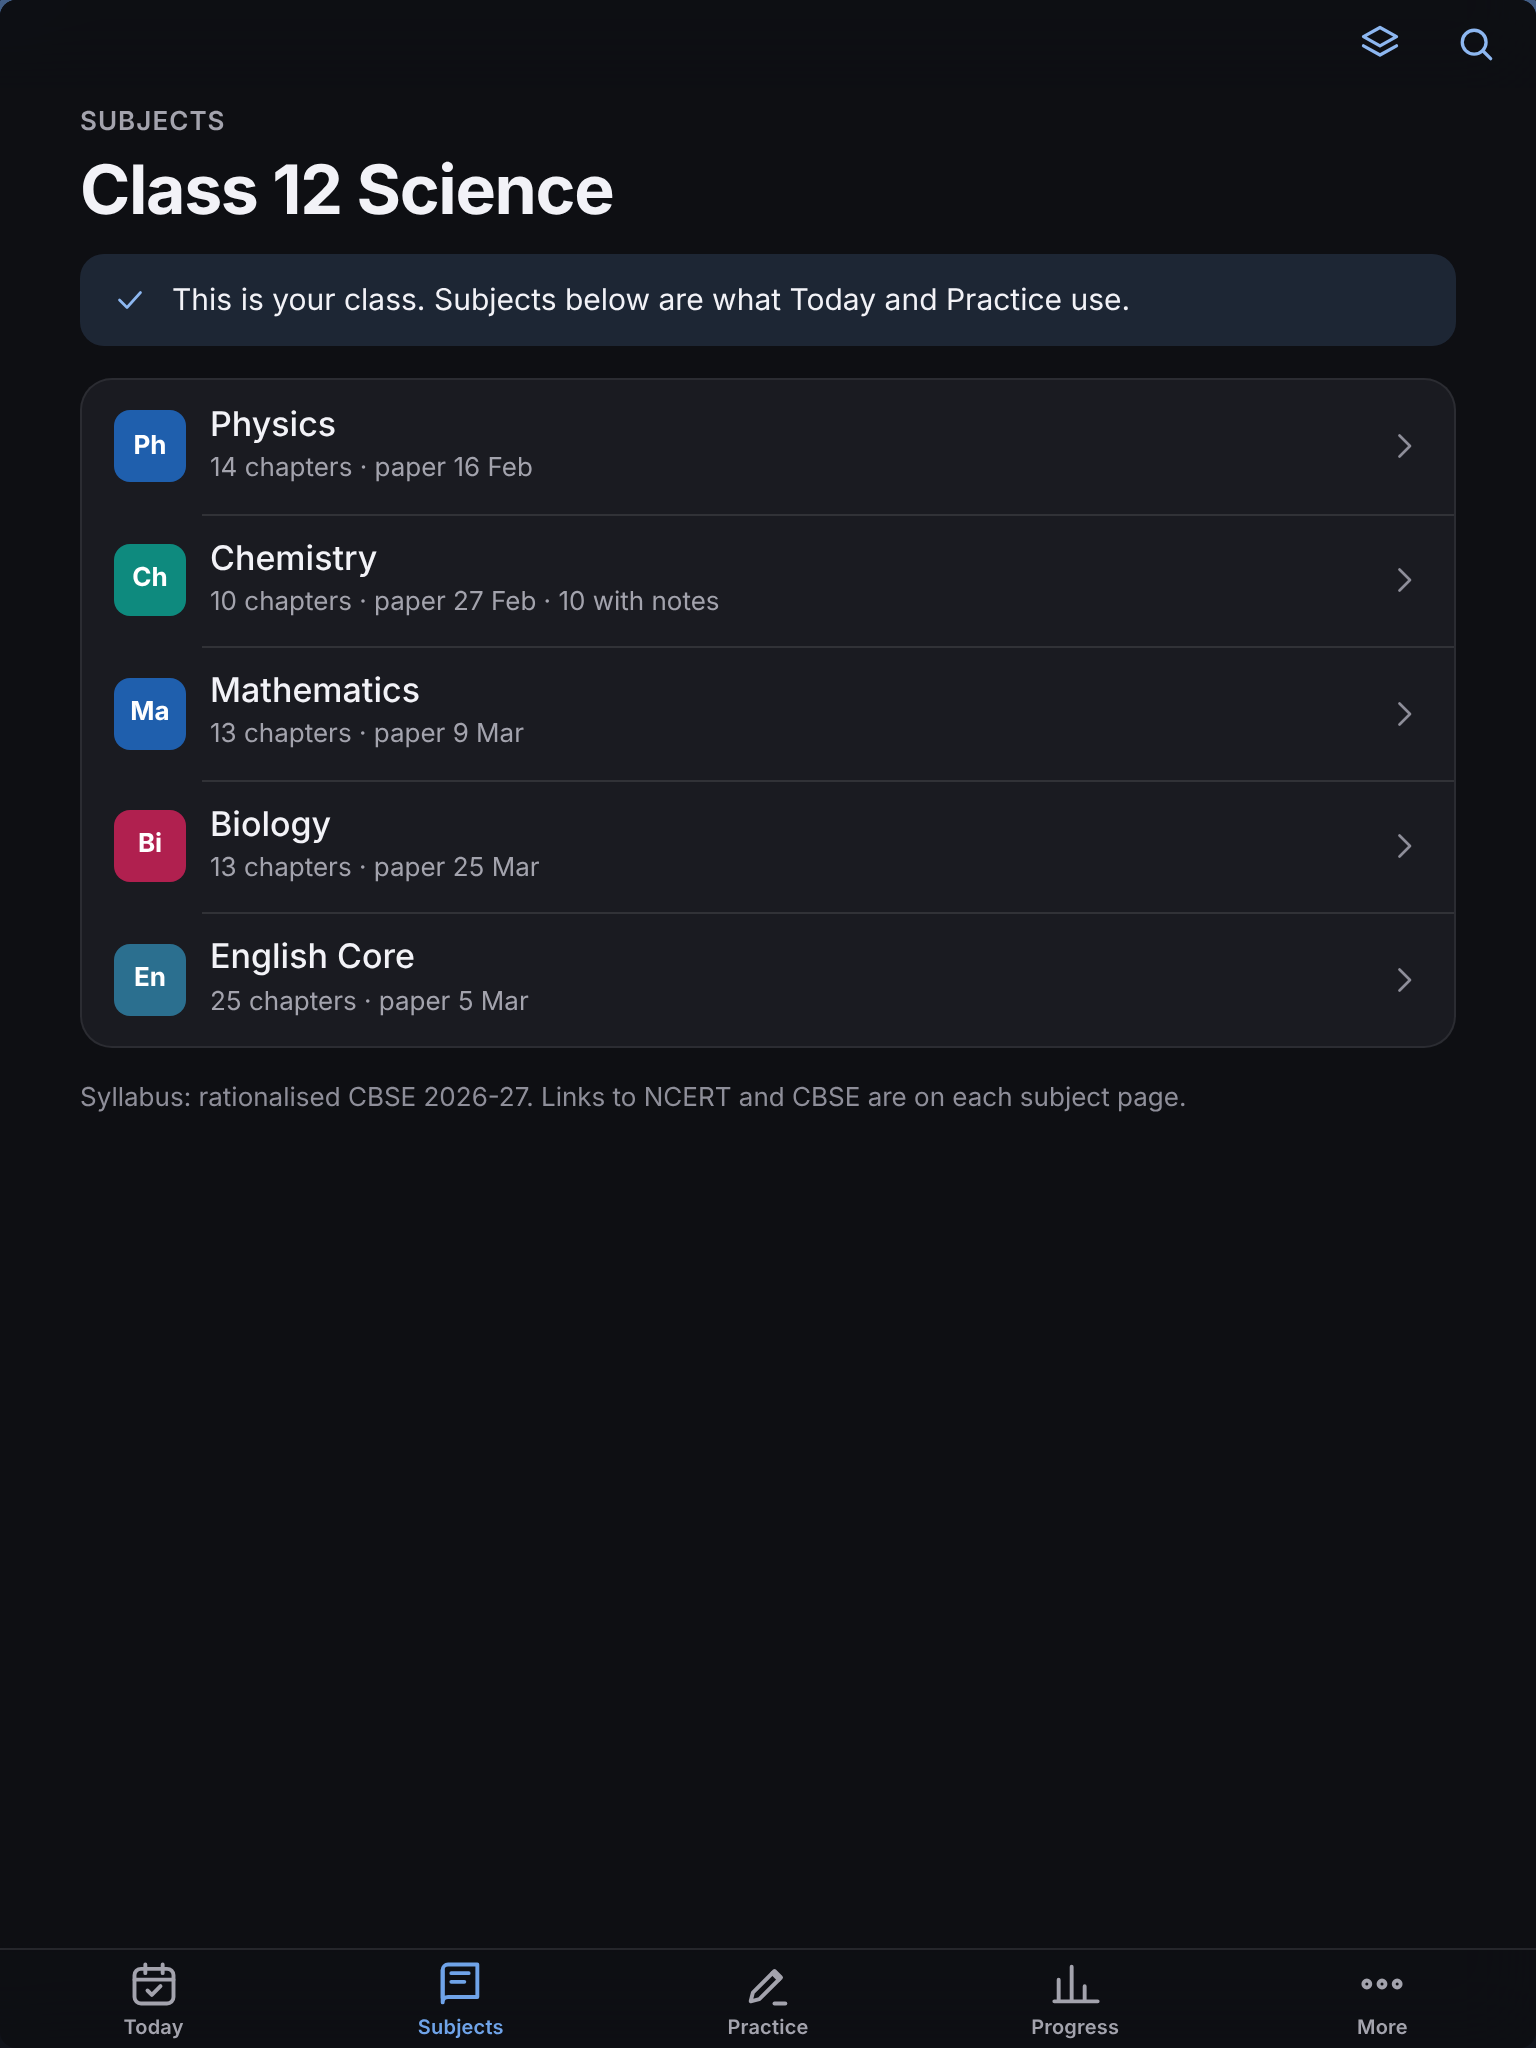 SUBJECTS
Class 12 Science
This is your class. Subjects below are what Today and Practice use.
Ph
Physics
14 chapters · paper 16 Feb
Ch
Chemistry
10 chapters · paper 27 Feb · 10 with notes
Ma
Mathematics
13 chapters · paper 9 Mar
Bi
Biology
13 chapters · paper 25 Mar
En
English Core
25 chapters · paper 5 Mar
Syllabus: rationalised CBSE 2026-27. Links to NCERT and CBSE are on each subject page.
Today
Subjects
Practice
Progress
More